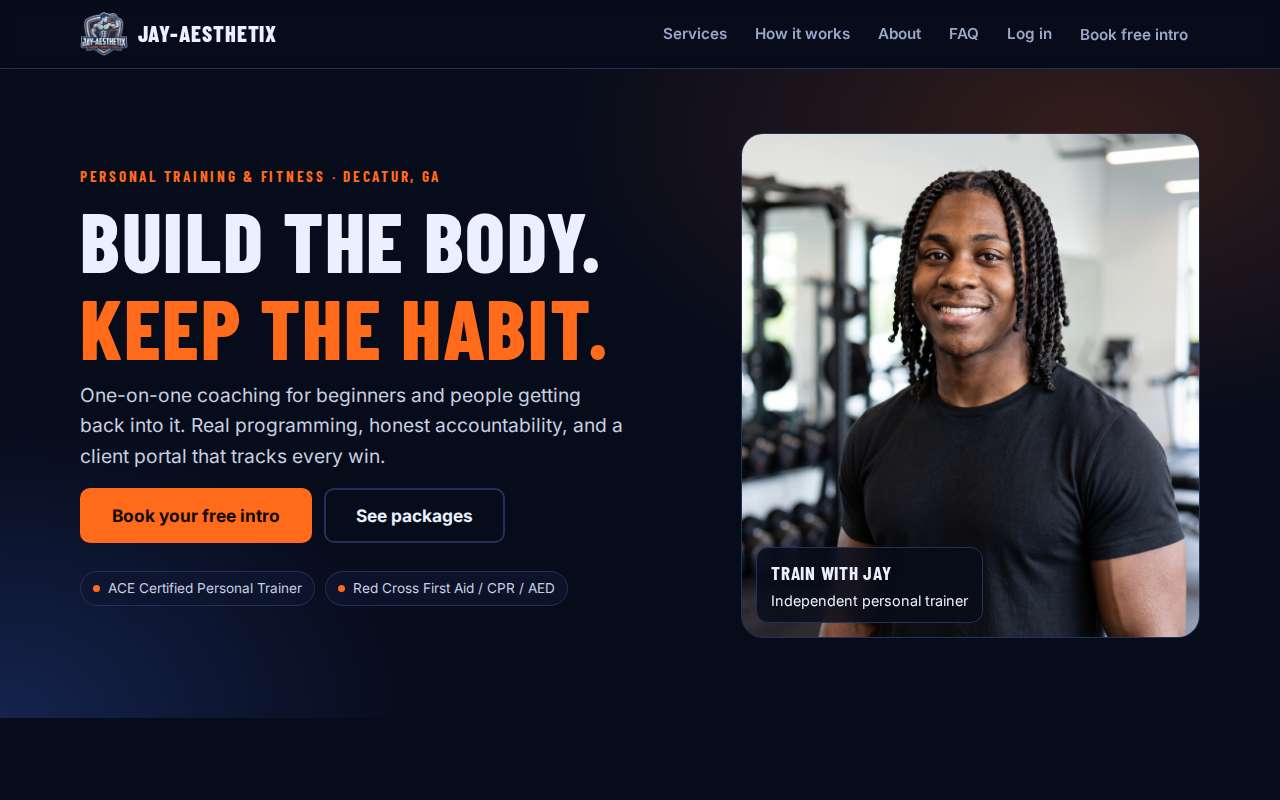 JAY-AESTHETIX
JAY-AESTHETIX
Services
How it works
About
FAQ
Log in
Book free intro
PERSONAL TRAINING & FITNESS · DECATUR, GA
BUILD THE BODY.
KEEP THE HABIT.
One-on-one coaching for beginners and people getting
back into it. Real programming, honest accountability, and a
client portal that tracks every win.
Book your free intro
See packages
ACE Certified Personal Trainer
Red Cross First Aid / CPR / AED
TRAIN WITH JAY
Independent personal trainer